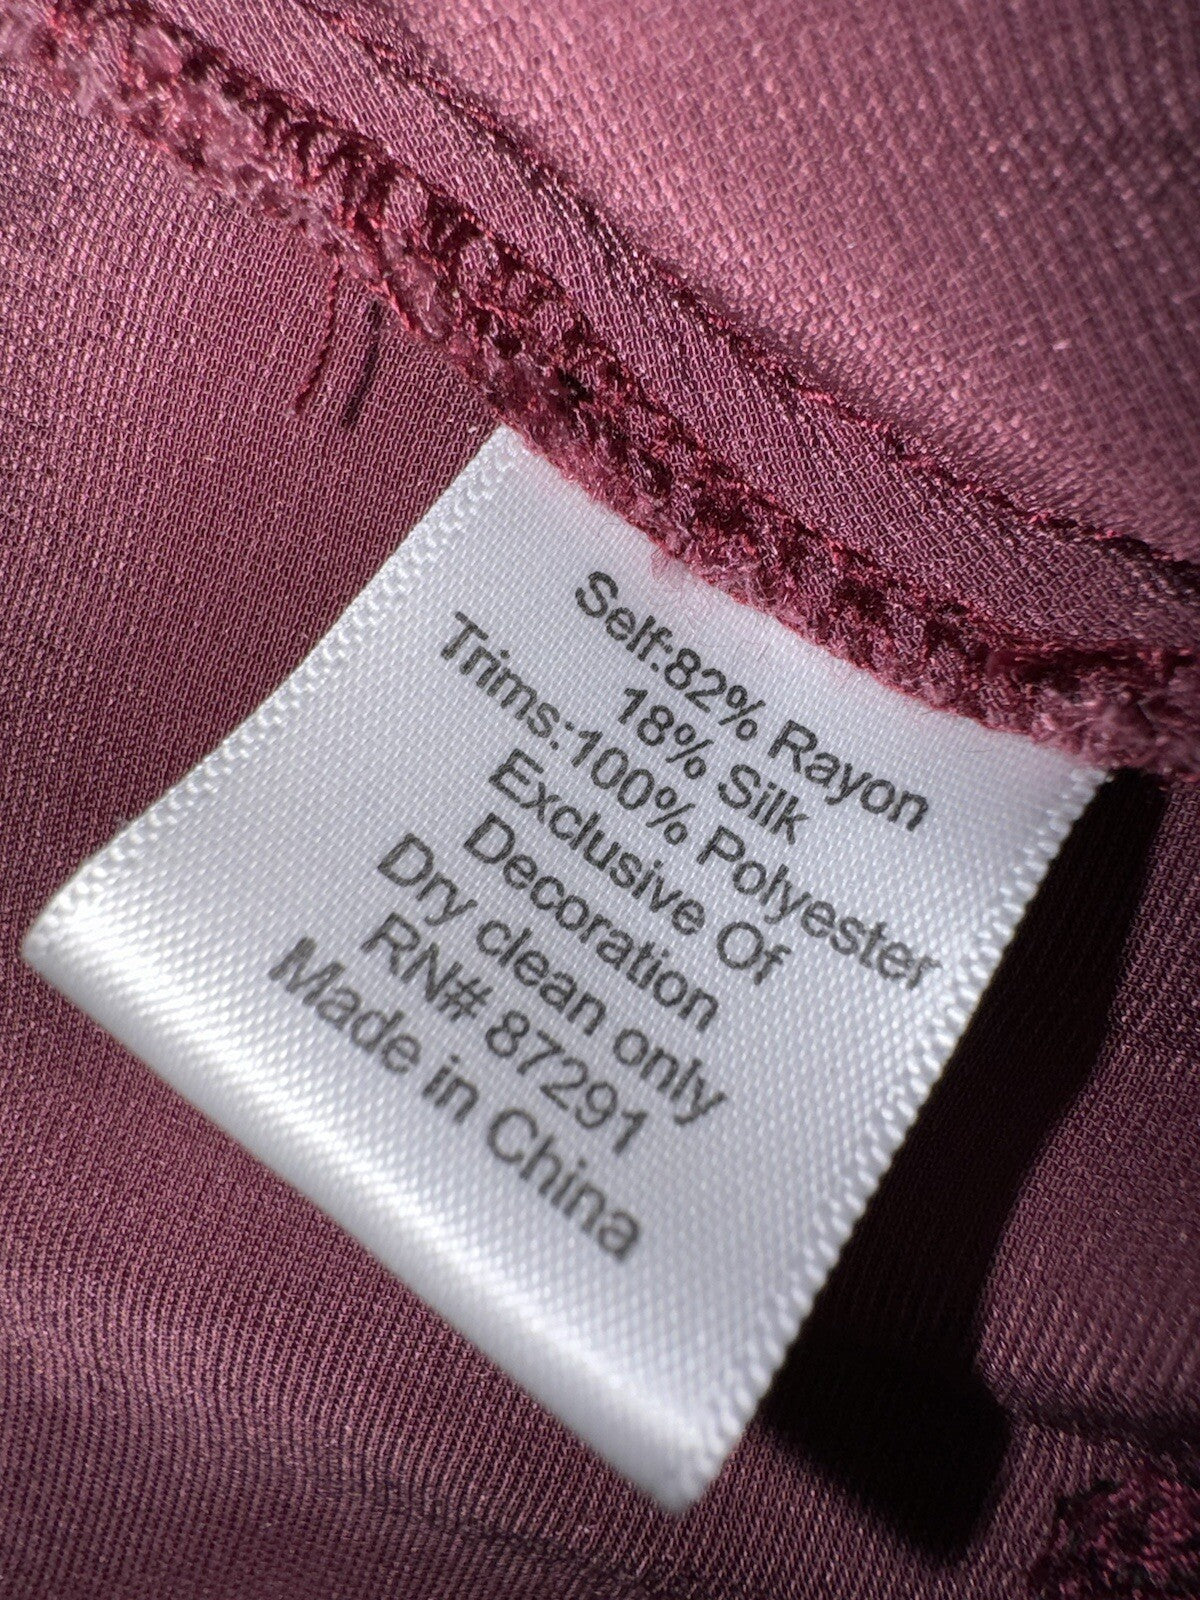 Self:82% Rayon
18% Silk
Trims:100% Polyester
Exclusive Of
Decoration
Dry clean only
RN# 87291
Made in China